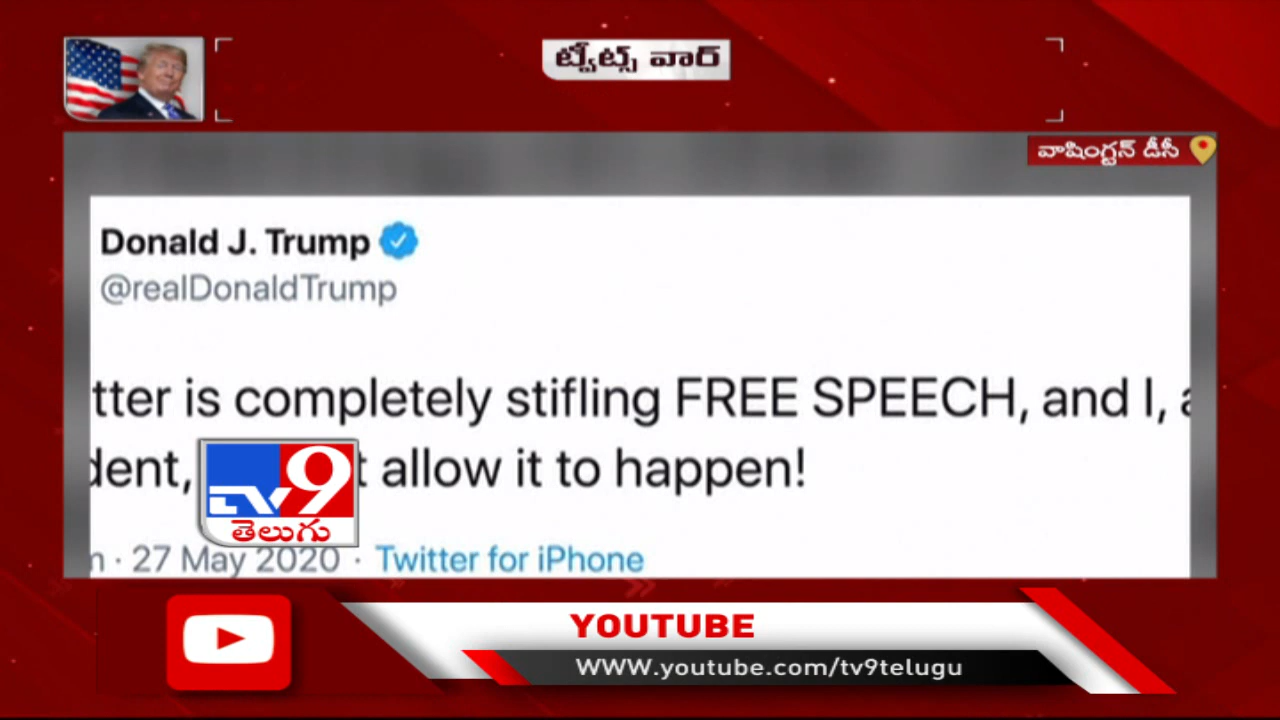 ట్వీట్స్ వార్
వాషింగ్టన్ డీసీ
Donald J. Trump
@realDonaldTrump
tter is completely stifling FREE SPEECH, and I,
dent, t allow it to happen!
TV9
తెలుగు
m · 27 May 2020 · Twitter for iPhone
YOUTUBE
WWW.youtube.com/tv9telugu